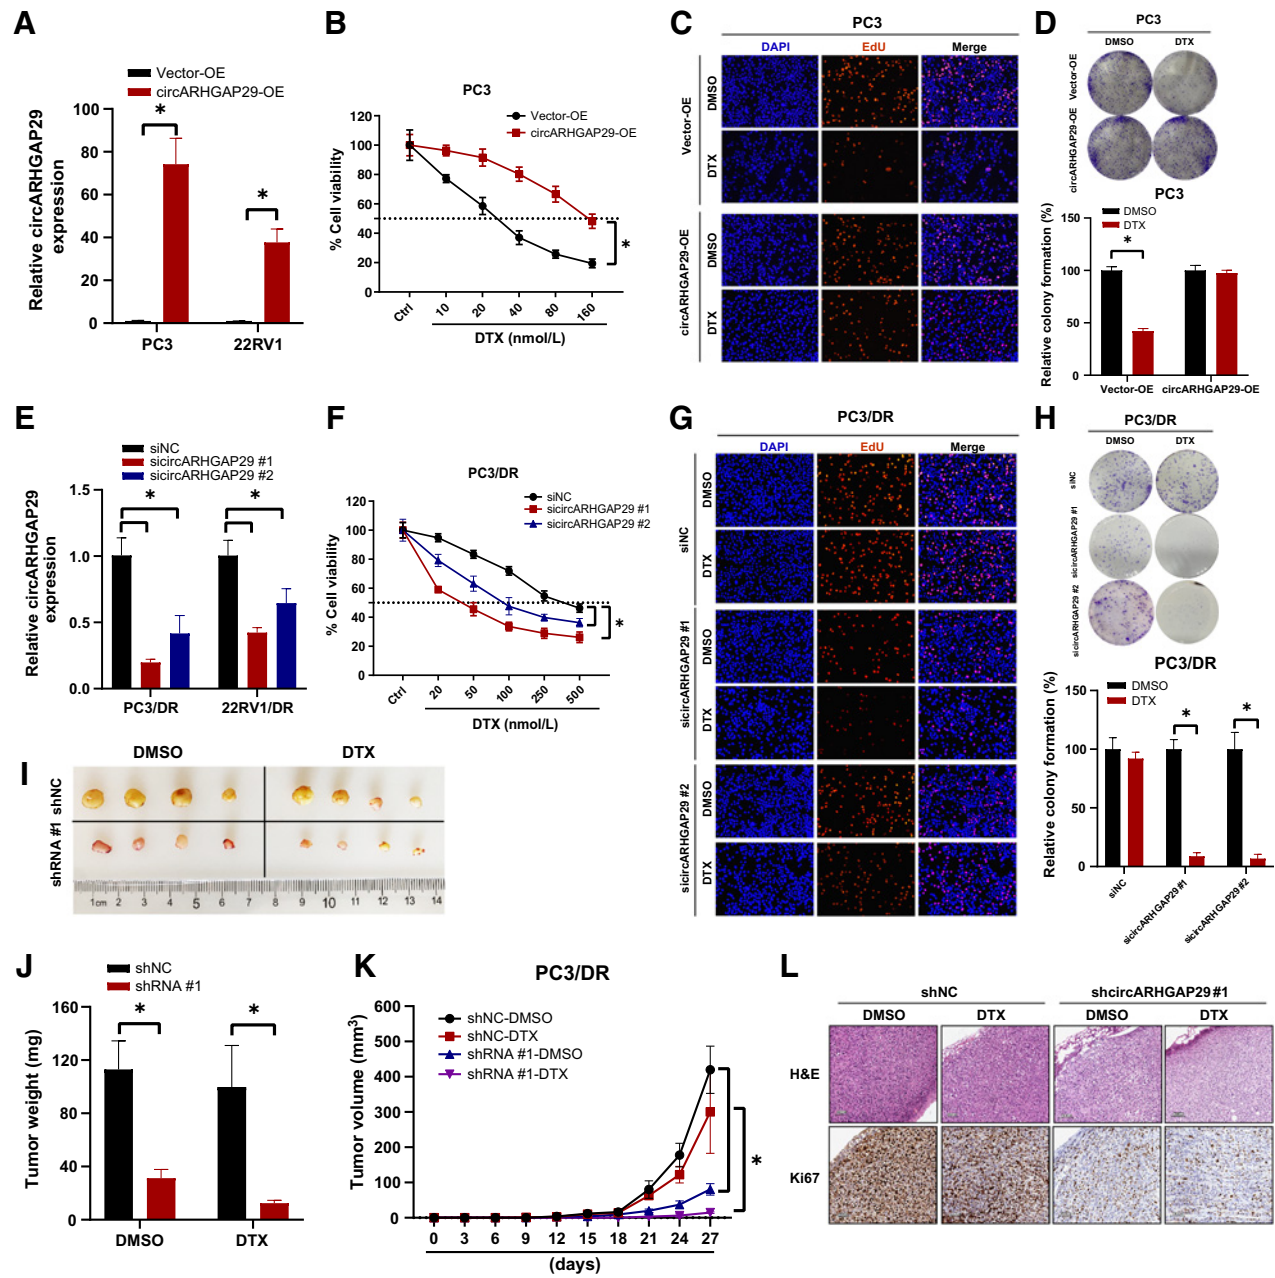 A
Vector-OE
circARHGAP29-OE
Relative circARHGAP29
expression
100
80
60
40
20
0
*
*
PC3
22RV1
B
PC3
Vector-OE
circARHGAP29-OE
% Cell viability
120
100
80
60
40
20
0
*
Ctrl
10
20
40
80
160
DTX (nmol/L)
C
PC3
DAPI
EdU
Merge
Vector-OE
DMSO
DTX
circARHGAP29-OE
DMSO
DTX
D
PC3
DMSO
DTX
Vector-OE
circARHGAP29-OE
PC3
DMSO
DTX
Relative colony formation (%)
150
100
50
0
*
Vector-OE
circARHGAP29-OE
E
siNC
sicircARHGAP29 #1
sicircARHGAP29 #2
Relative circARHGAP29
expression
1.5
1.0
0.5
0.0
*
*
PC3/DR
22RV1/DR
F
PC3/DR
siNC
sicircARHGAP29 #1
sicircARHGAP29 #2
% Cell viability
120
100
80
60
40
20
0
*
Ctrl
20
50
100
250
500
DTX (nmol/L)
G
PC3/DR
DAPI
EdU
Merge
siNC
DMSO
DTX
sicircARHGAP29 #1
DMSO
DTX
sicircARHGAP29 #2
DMSO
DTX
H
PC3/DR
DMSO
DTX
siNC
sicircARHGAP29 #1
sicircARHGAP29 #2
PC3/DR
DMSO
DTX
Relative colony formation (%)
150
100
50
0
*
*
siNC
sicircARHGAP29 #1
sicircARHGAP29 #2
I
DMSO
DTX
shNC
shRNA #1
1cm 2 3 4 5 6 7 8 9 10 11 12 13 14
J
shNC
shRNA #1
Tumor weight (mg)
160
120
80
40
0
*
*
DMSO
DTX
K
PC3/DR
shNC-DMSO
shNC-DTX
shRNA #1-DMSO
shRNA #1-DTX
Tumor volume (mm³)
600
500
400
300
200
100
0
*
0 3 6 9 12 15 18 21 24 27
(days)
L
shNC
shcircARHGAP29 #1
DMSO
DTX
DMSO
DTX
H&E
Ki67